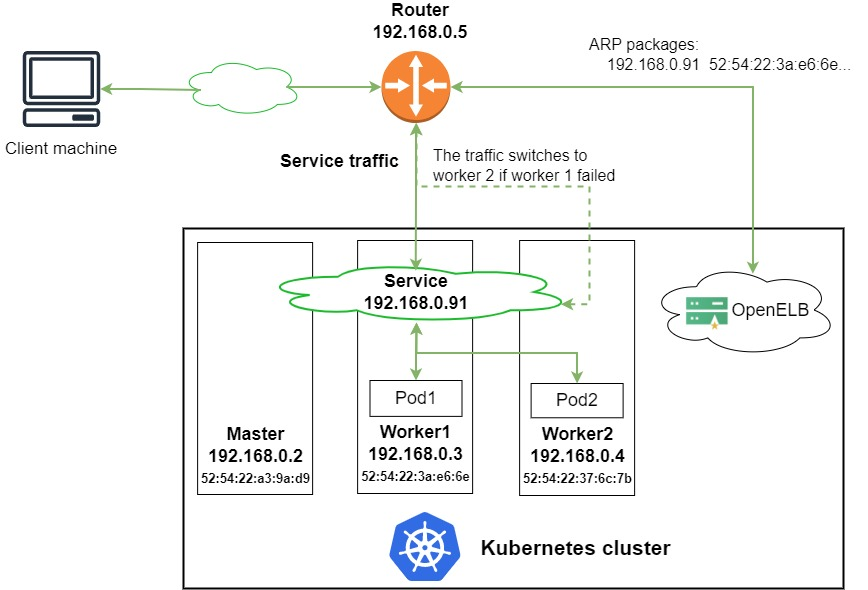 Router
192.168.0.5
ARP packages:
192.168.0.91 52:54:22:3a:e6:6e...
Client machine
Service traffic
The traffic switches to
worker 2 if worker 1 failed
Service
192.168.0.91
OpenELB
Pod1
Pod2
Master
192.168.0.2
52:54:22:a3:9a:d9
Worker1
192.168.0.3
52:54:22:3a:e6:6e
Worker2
192.168.0.4
52:54:22:37:6c:7b
Kubernetes cluster